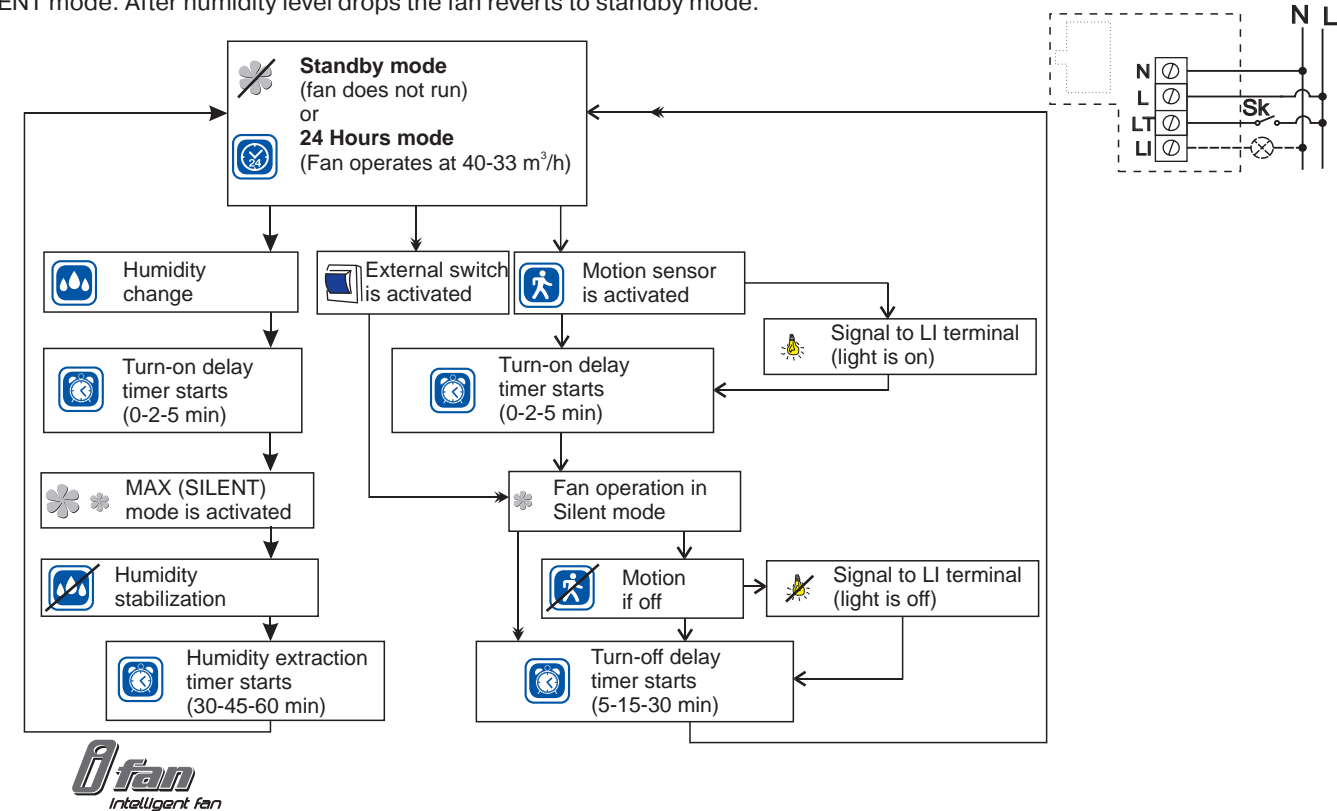 ENT mode. After humidity level drops the fan reverts to standby mode.
N L
Standby mode
(fan does not run)
or
24 Hours mode
(Fan operates at 40-33 m³/h)
24
N
L
LT
LI
Sk
Humidity
change
External switch
is activated
Motion sensor
is activated
Signal to LI terminal
(light is on)
Turn-on delay
timer starts
(0-2-5 min)
Turn-on delay
timer starts
(0-2-5 min)
MAX (SILENT)
mode is activated
Fan operation in
Silent mode
Humidity
stabilization
Motion
if off
Signal to LI terminal
(light is off)
Humidity extraction
timer starts
(30-45-60 min)
Turn-off delay
timer starts
(5-15-30 min)
i fan
intelligent fan